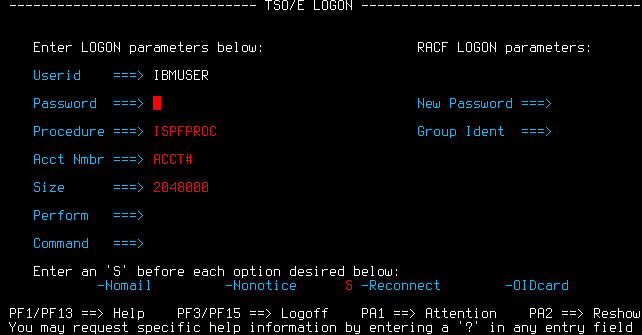 ------------------------------- TSO/E LOGON -----------------------------------
Enter LOGON parameters below: RACF LOGON parameters:
Userid ===> IBMUSER
Password ===> New Password ===>
Procedure ===> ISPFPROC Group Ident ===>
Acct Nmbr ===> ACCT#
Size ===> 2048000
Perform ===>
Command ===>
Enter an 'S' before each option desired below:
-Nomail -Nonotice S -Reconnect -OIDcard
PF1/PF13 ==> Help PF3/PF15 ==> Logoff PA1 ==> Attention PA2 ==> Reshow
You may request specific help information by entering a '?' in any entry field